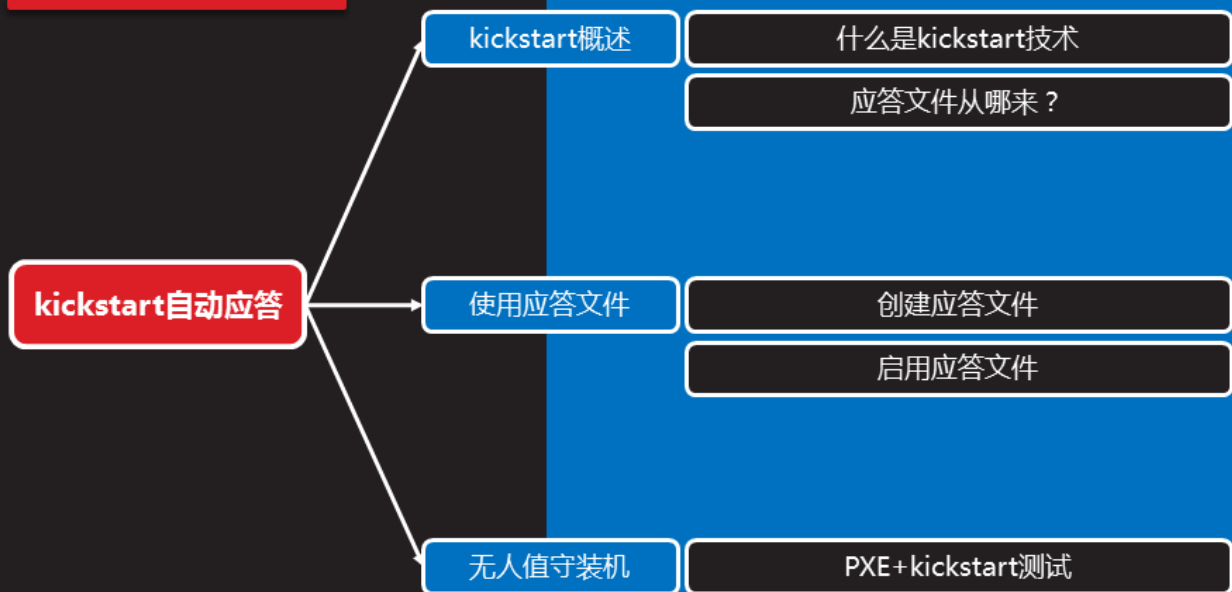 kickstart概述
什么是kickstart技术
应答文件从哪来？
kickstart自动应答
使用应答文件
创建应答文件
启用应答文件
无人值守装机
PXE+kickstart测试